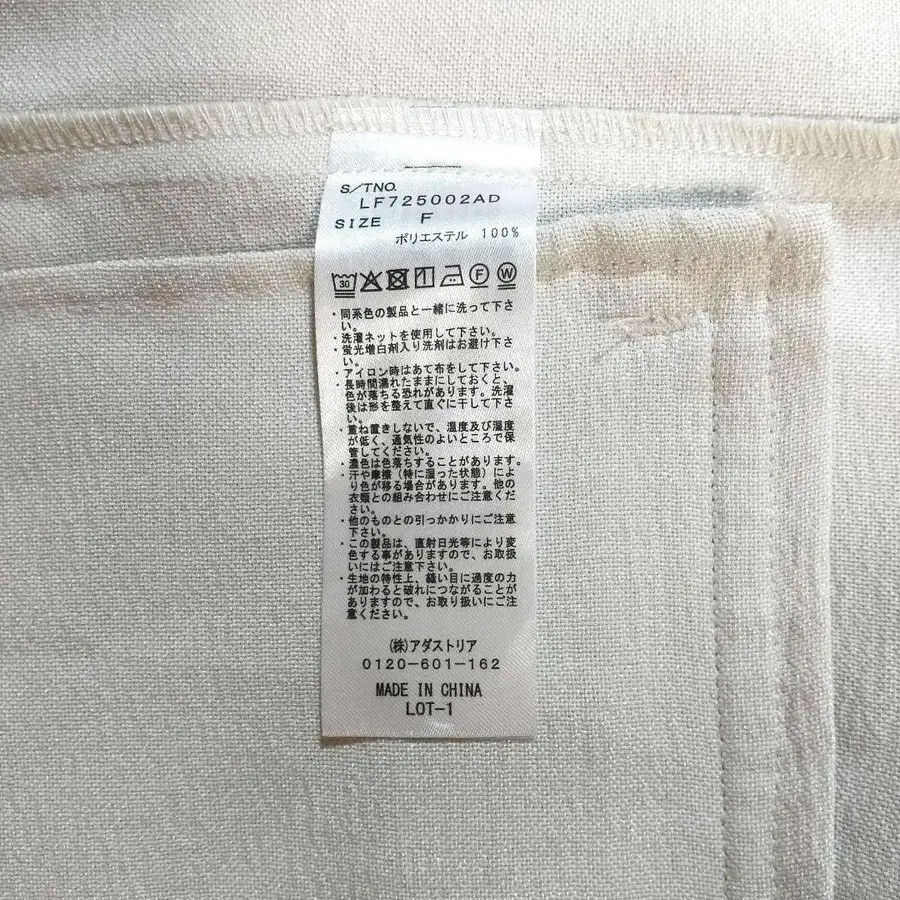 S/TNO.
LF725002AD
SIZE F
ポリエステル 100%
30 F W
・同系色の製品と一緒に洗って下さ
い。
・洗濯ネットを使用して下さい。
・蛍光増白剤入り洗剤はお避け下さ
い。
・アイロン時はあて布をして下さい。
・長時間濡れたままにしておくと、
色が落ちる恐れがあります。洗濯
後は形を整えて直ぐに干して下さ
い。
・重ね置きしないで、温度及び湿度
が低く、通気性のよいところで保
管してください。
・濃色は色落ちすることがあります。
・汗や摩擦（特に湿った状態）によ
り色が移る場合があります。他の
衣類との組み合わせにご注意くだ
さい。
・他のものとの引っかかりにご注意
下さい。
・この製品は、直射日光等により変
色する事がありますので、お取扱
いにはご注意下さい。
・生地の特性上、縫い目に過度の力
が加わると破れにつながることが
ありますので、お取り扱いにご注
意ください。
(株)アダストリア
0120-601-162
MADE IN CHINA
LOT-1